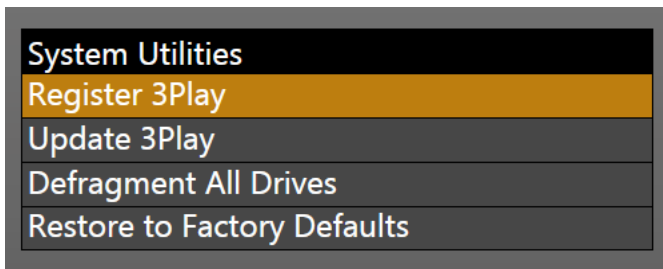 System Utilities
Register 3Play
Update 3Play
Defragment All Drives
Restore to Factory Defaults